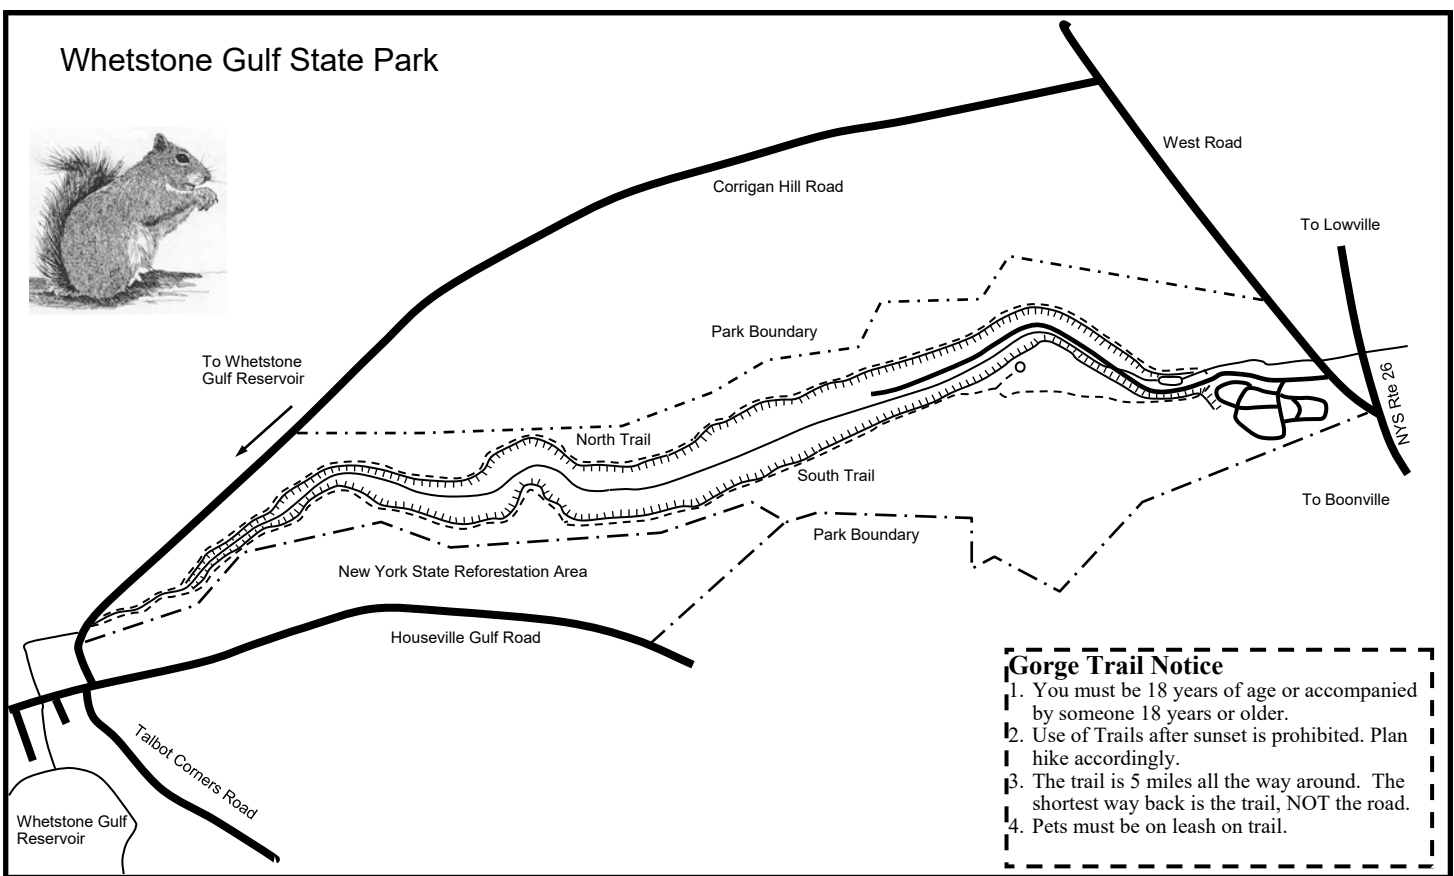 Whetstone Gulf State Park
West Road
Corrigan Hill Road
To Lowville
Park Boundary
To Whetstone
Gulf Reservoir
NYS Rte 26
North Trail
South Trail
To Boonville
Park Boundary
New York State Reforestation Area
Houseville Gulf Road
Talbot Corners Road
Whetstone Gulf
Reservoir
Gorge Trail Notice
1. You must be 18 years of age or accompanied
by someone 18 years or older.
2. Use of Trails after sunset is prohibited. Plan
hike accordingly.
3. The trail is 5 miles all the way around. The
shortest way back is the trail, NOT the road.
4. Pets must be on leash on trail.